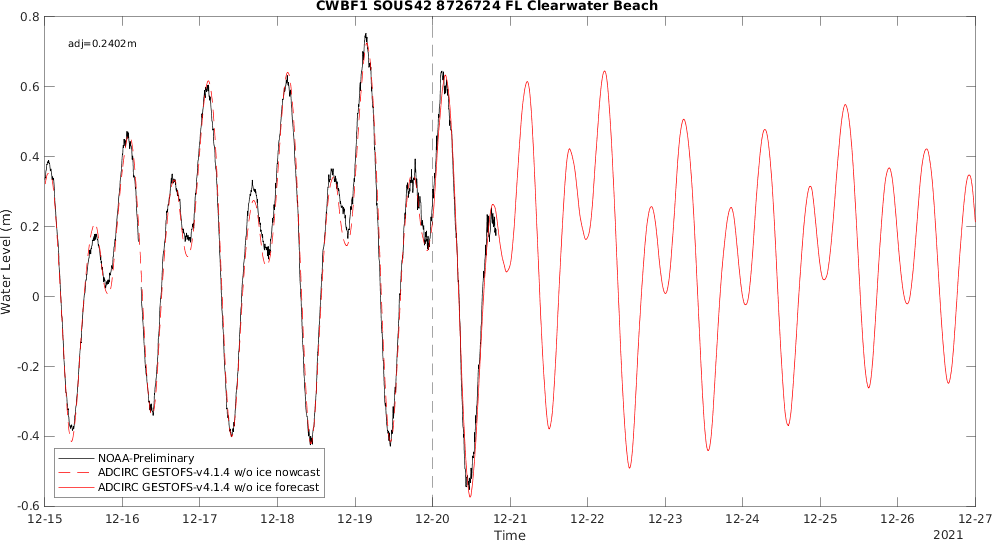 CWBF1 SOUS42 8726724 FL Clearwater Beach
adj=0.2402m
Water Level (m)
0.8
0.6
0.4
0.2
0
-0.2
-0.4
-0.6
NOAA-Preliminary
ADCIRC GESTOFS-v4.1.4 w/o ice nowcast
ADCIRC GESTOFS-v4.1.4 w/o ice forecast
12-15 12-16 12-17 12-18 12-19 12-20 12-21 12-22 12-23 12-24 12-25 12-26 12-27
Time
2021